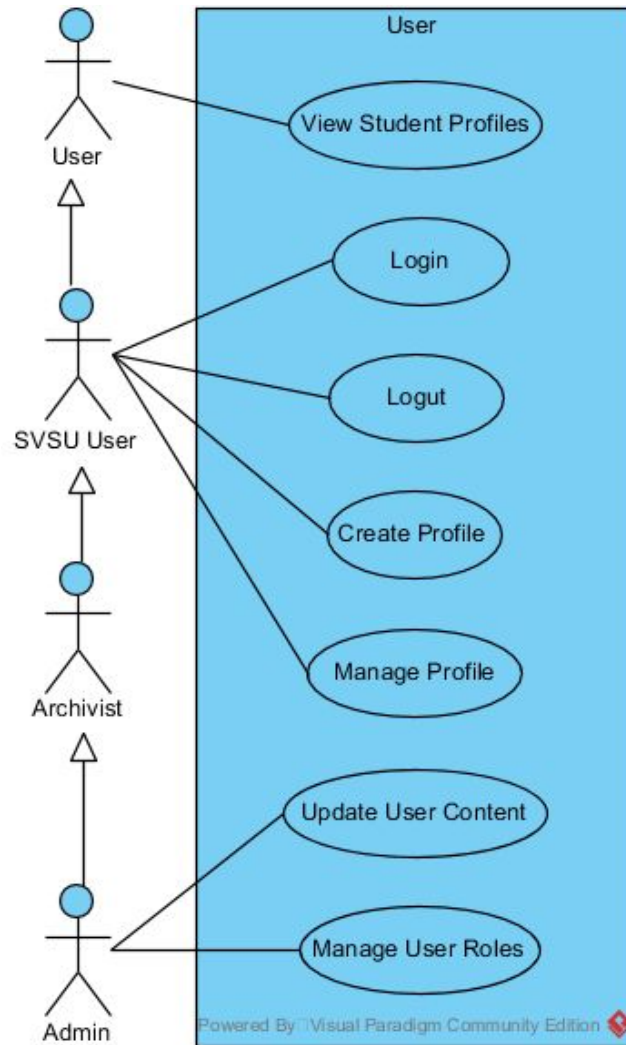 User
View Student Profiles
User
Login
Logut
SVSU User
Create Profile
Manage Profile
Archivist
Update User Content
Manage User Roles
Admin
Powered By Visual Paradigm Community Edition